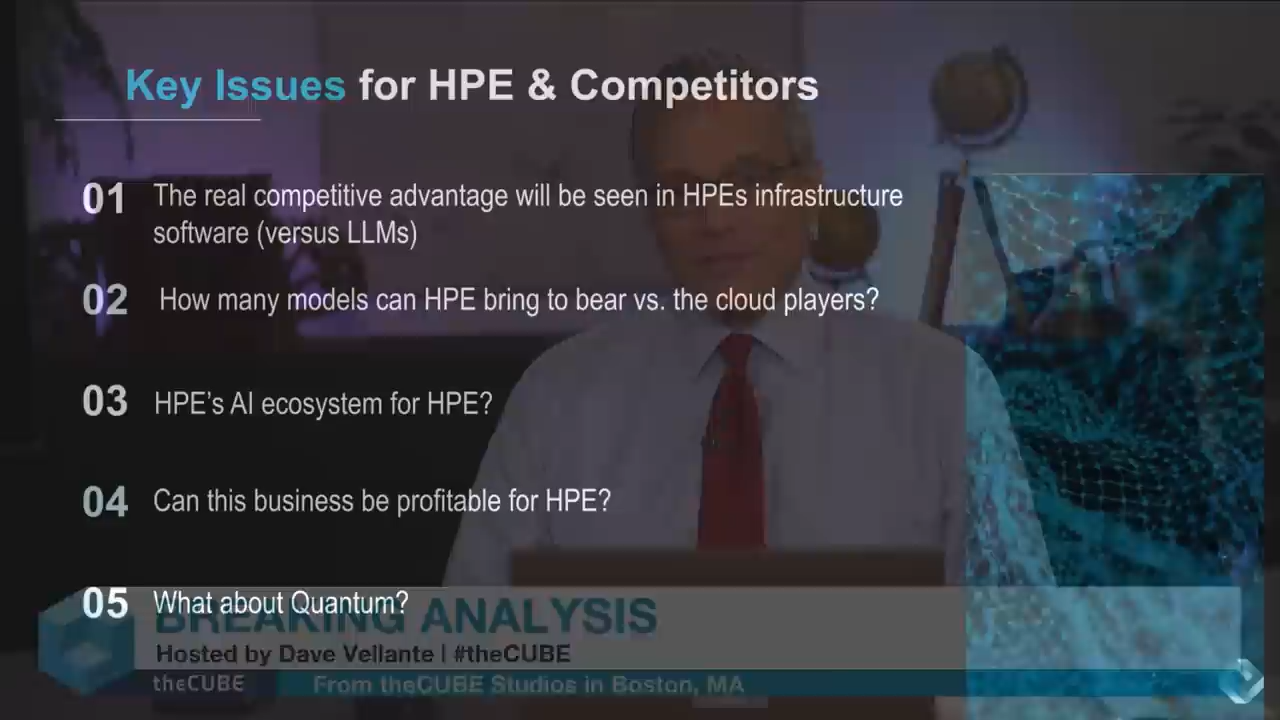 Key Issues for HPE & Competitors
01 The real competitive advantage will be seen in HPEs infrastructure
software (versus LLMs)
02 How many models can HPE bring to bear vs. the cloud players?
03 HPE’s AI ecosystem for HPE?
04 Can this business be profitable for HPE?
05 What about Quantum?
BREAKING ANALYSIS
Hosted by Dave Vellante | #theCUBE
theCUBE From theCUBE Studios in Boston, MA